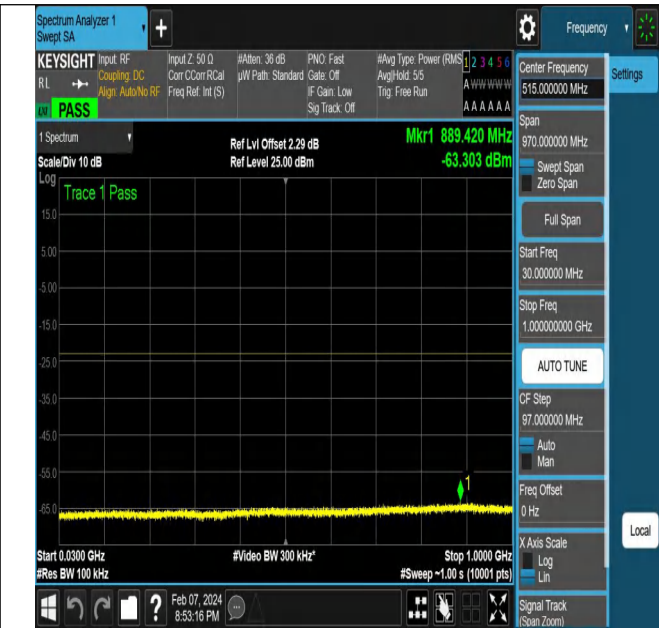 Spectrum Analyzer 1
Swept SA
+
Frequency
Settings
KEYSIGHT
RL
PASS
Input: RF
Coupling: DC
Align: Auto/No RF
Input Z: 50 Ω
Corr CCorr RCal
Freq Ref: Int (S)
#Atten: 36 dB
µW Path: Standard
PNO: Fast
Gate: Off
IF Gain: Low
Sig Track: Off
#Avg Type: Power (RMS
Avg|Hold: 5/5
Trig: Free Run
1 2 3 4 5 6
A W W W W W
A A A A A A
1 Spectrum
Scale/Div 10 dB
Ref Lvl Offset 2.29 dB
Ref Level 25.00 dBm
Mkr1 889.420 MHz
-63.303 dBm
Log
Trace 1 Pass
15.0
5.00
-5.00
-15.0
-25.0
-35.0
-45.0
-55.0
-65.0
1
Start 0.0300 GHz
#Res BW 100 kHz
#Video BW 300 kHz*
Stop 1.0000 GHz
#Sweep ~1.00 s (10001 pts)
Center Frequency
515.000000 MHz
Span
970.000000 MHz
Swept Span
Zero Span
Full Span
Start Freq
30.000000 MHz
Stop Freq
1.000000000 GHz
AUTO TUNE
CF Step
97.000000 MHz
Auto
Man
Freq Offset
0 Hz
X Axis Scale
Log
Lin
Signal Track
(Span Zoom)
Local
?
Feb 07, 2024
8:53:16 PM